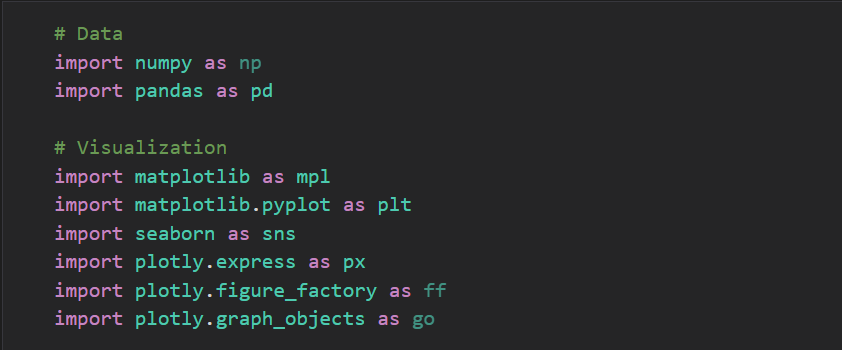 # Data
import numpy as np
import pandas as pd
# Visualization
import matplotlib as mpl
import matplotlib.pyplot as plt
import seaborn as sns
import plotly.express as px
import plotly.figure_factory as ff
import plotly.graph_objects as go